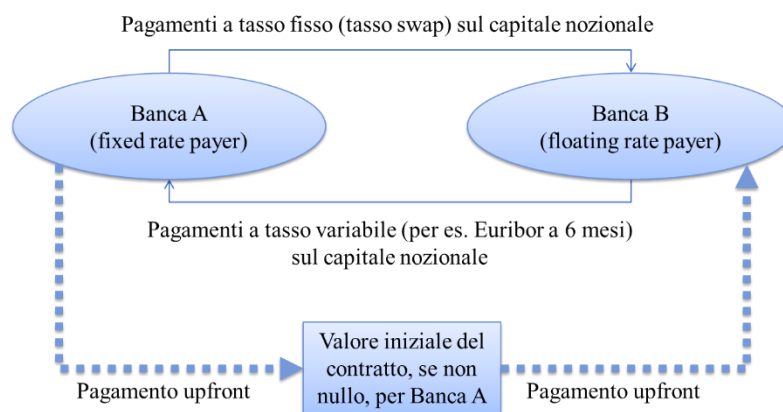 Pagamenti a tasso fisso (tasso swap) sul capitale nozionale
Banca A
(fixed rate payer)
Banca B
(floating rate payer)
Pagamenti a tasso variabile (per es. Euribor a 6 mesi)
sul capitale nozionale
Valore iniziale del
contratto, se non
nullo, per Banca A
Pagamento upfront
Pagamento upfront